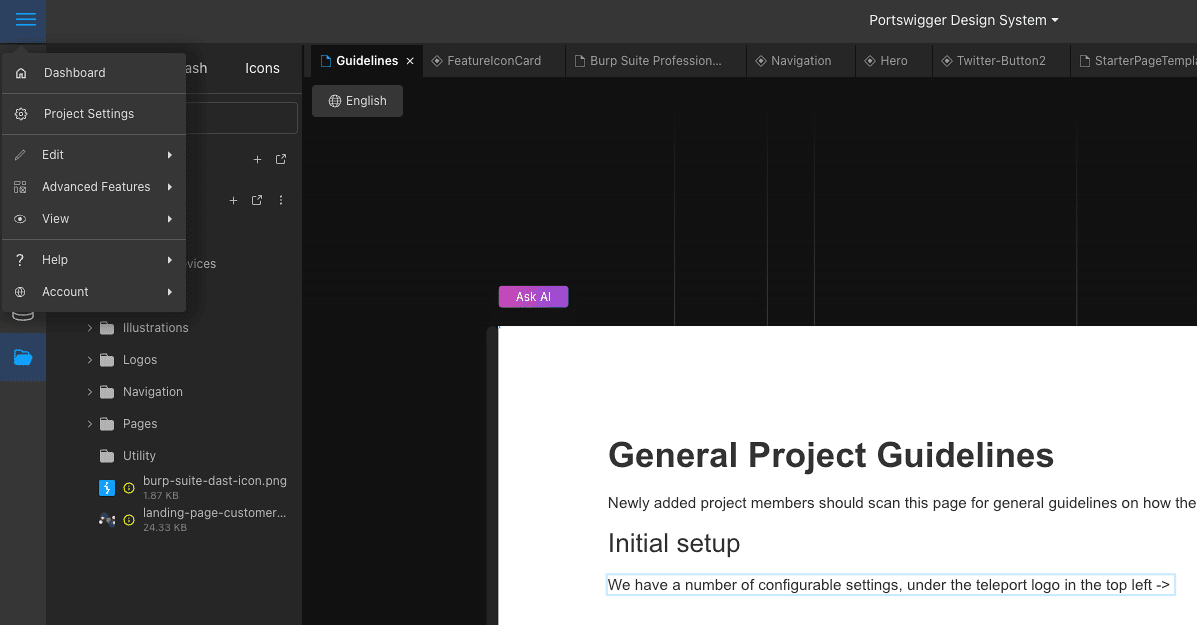 Portswigger Design System
Dashboard
Project Settings
Edit
Advanced Features
View
Help
Account
Icons
Guidelines
FeatureIconCard
Burp Suite Profession...
Navigation
Hero
Twitter-Button2
English
Illustrations
Logos
Navigation
Pages
Utility
burp-suite-dast-icon.png
1.87 KB
landing-page-customer...
24.33 KB
Ask AI
General Project Guidelines
Newly added project members should scan this page for general guidelines on how the
Initial setup
We have a number of configurable settings, under the teleport logo in the top left ->